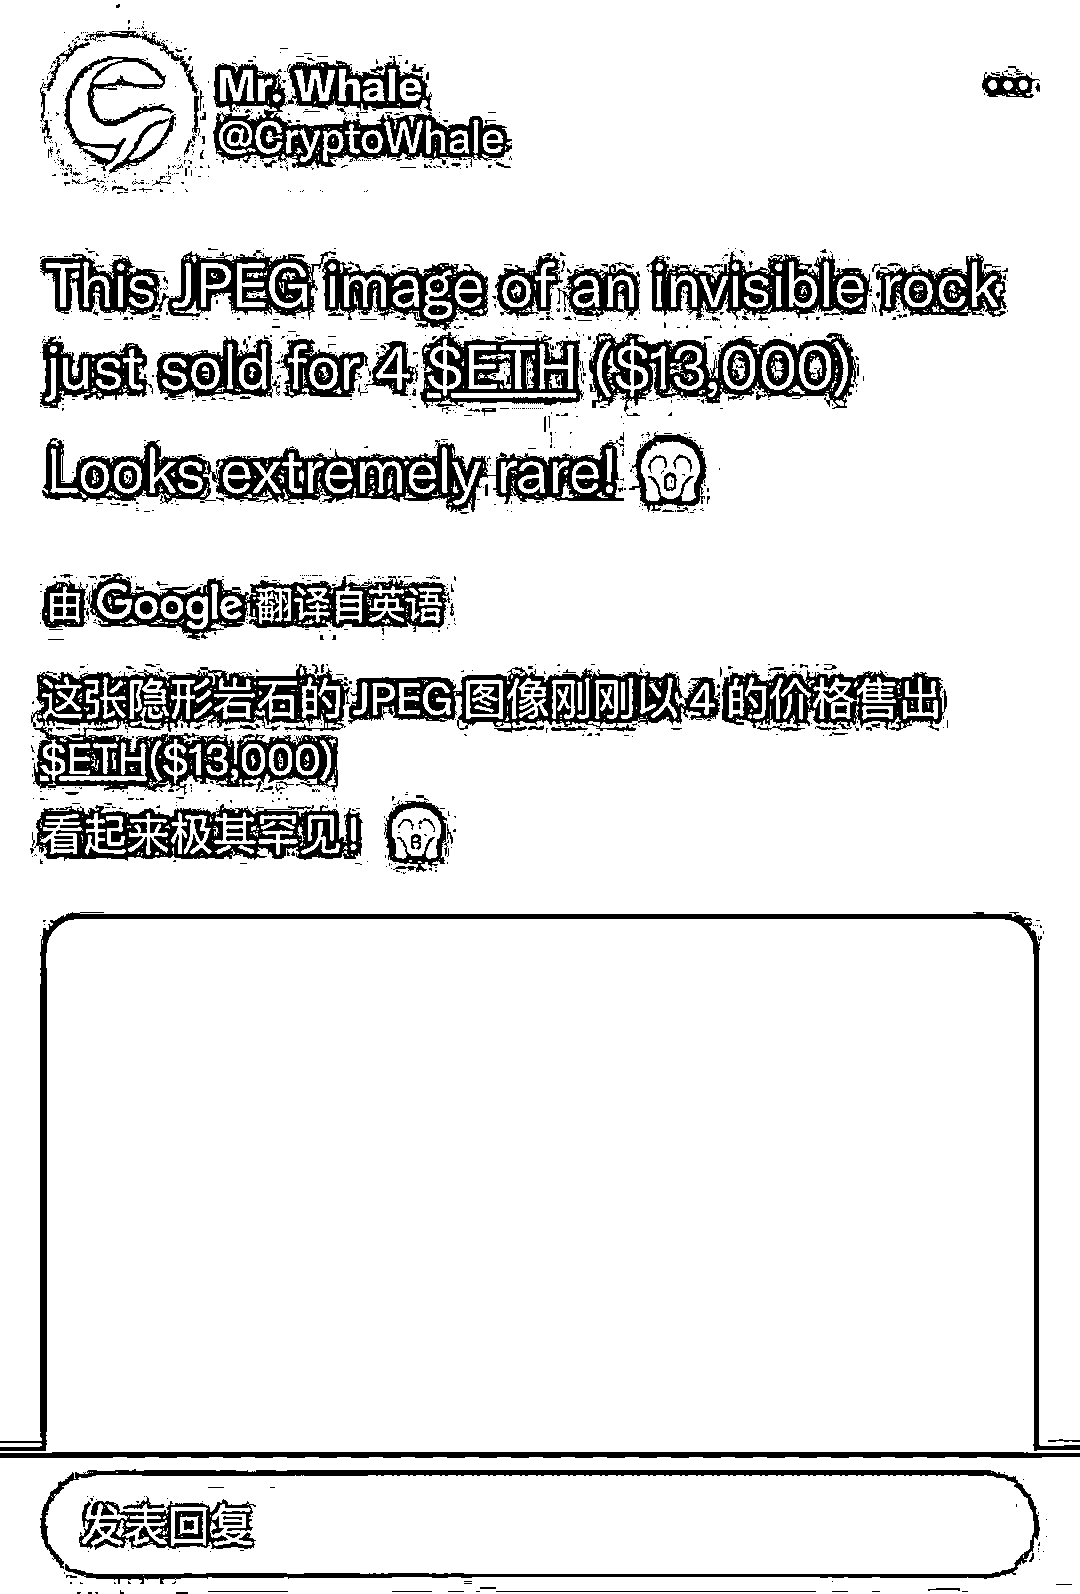 Mr. Whale
@CryptoWhale
This JPEG image of an invisible rock
just sold for 4 $ETH ($13,000)
Looks extremely rare! 😱
由 Google 翻译自英语
这张隐形岩石的 JPEG 图像刚刚以 4 的价格售出
$ETH($13,000)
看起来极其罕见! 😱
发表回复